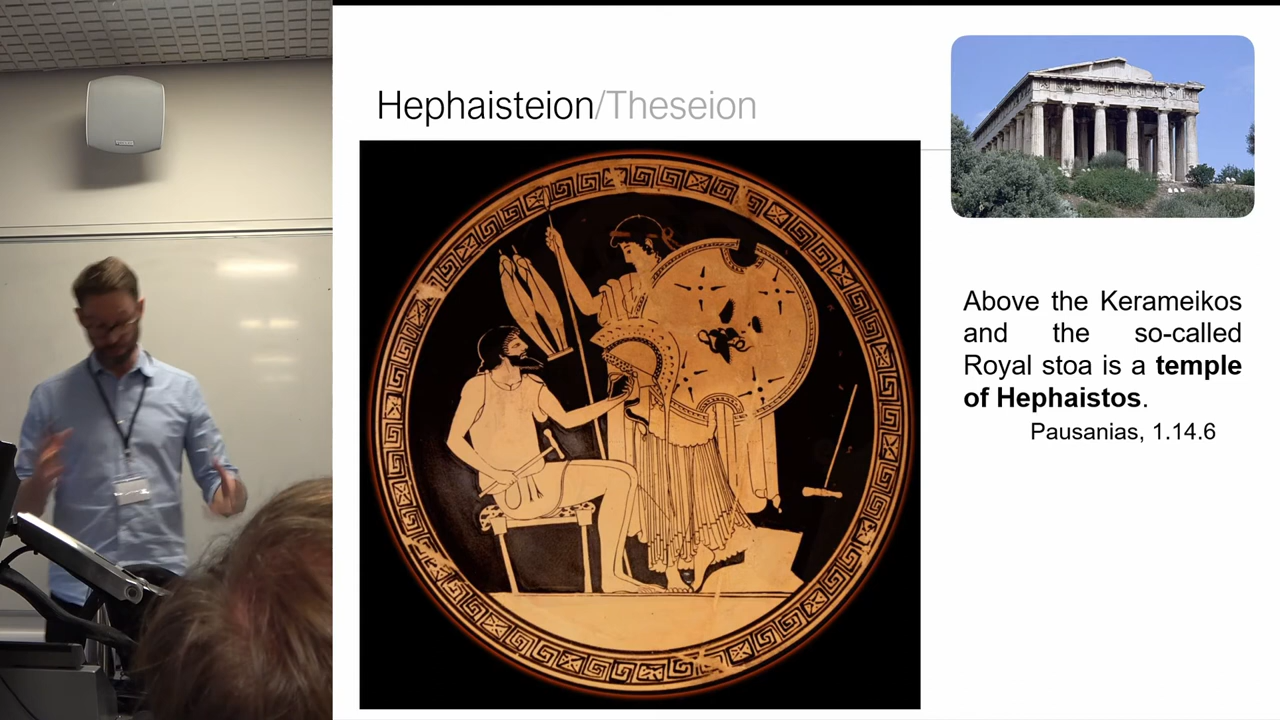 Hephaisteion/Theseion
Above the Kerameikos
and the so-called
Royal stoa is a temple
of Hephaistos.
Pausanias, 1.14.6